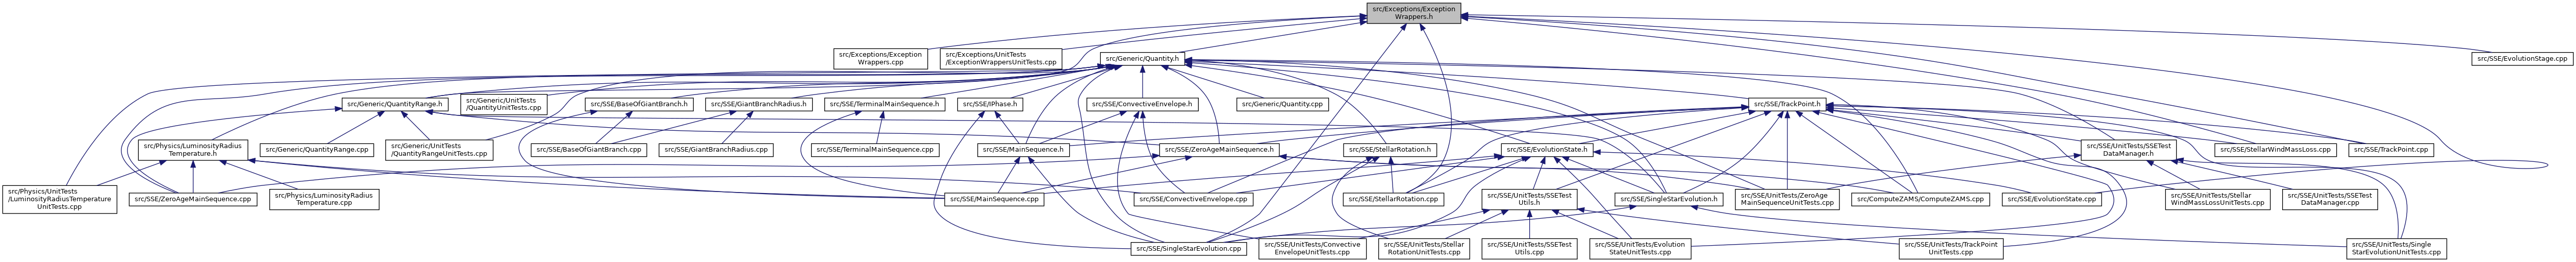 src/Exceptions/Exception
Wrappers.h
src/Exceptions/Exception
Wrappers.cpp
src/Exceptions/UnitTests
/ExceptionWrappersUnitTests.cpp
src/Generic/Quantity.h
src/SSE/EvolutionStage.cpp
src/Generic/QuantityRange.h
src/Generic/UnitTests
/QuantityUnitTests.cpp
src/SSE/BaseOfGiantBranch.h
src/SSE/GiantBranchRadius.h
src/SSE/TerminalMainSequence.h
src/SSE/IPhase.h
src/SSE/ConvectiveEnvelope.h
src/Generic/Quantity.cpp
src/SSE/TrackPoint.h
src/Physics/LuminosityRadius
Temperature.h
src/Generic/QuantityRange.cpp
src/Generic/UnitTests
/QuantityRangeUnitTests.cpp
src/SSE/BaseOfGiantBranch.cpp
src/SSE/GiantBranchRadius.cpp
src/SSE/TerminalMainSequence.cpp
src/SSE/MainSequence.h
src/SSE/ZeroAgeMainSequence.h
src/SSE/StellarRotation.h
src/SSE/EvolutionState.h
src/SSE/UnitTests/SSETest
DataManager.h
src/SSE/StellarWindMassLoss.cpp
src/SSE/TrackPoint.cpp
src/Physics/UnitTests
/LuminosityRadiusTemperature
UnitTests.cpp
src/SSE/ZeroAgeMainSequence.cpp
src/Physics/LuminosityRadius
Temperature.cpp
src/SSE/MainSequence.cpp
src/SSE/ConvectiveEnvelope.cpp
src/SSE/StellarRotation.cpp
src/SSE/UnitTests/SSETest
Utils.h
src/SSE/SingleStarEvolution.h
src/SSE/UnitTests/ZeroAge
MainSequenceUnitTests.cpp
src/ComputeZAMS/ComputeZAMS.cpp
src/SSE/EvolutionState.cpp
src/SSE/UnitTests/Stellar
WindMassLossUnitTests.cpp
src/SSE/UnitTests/SSETest
DataManager.cpp
src/SSE/SingleStarEvolution.cpp
src/SSE/UnitTests/Convective
EnvelopeUnitTests.cpp
src/SSE/UnitTests/Stellar
RotationUnitTests.cpp
src/SSE/UnitTests/SSETest
Utils.cpp
src/SSE/UnitTests/Evolution
StateUnitTests.cpp
src/SSE/UnitTests/TrackPoint
UnitTests.cpp
src/SSE/UnitTests/Single
StarEvolutionUnitTests.cpp